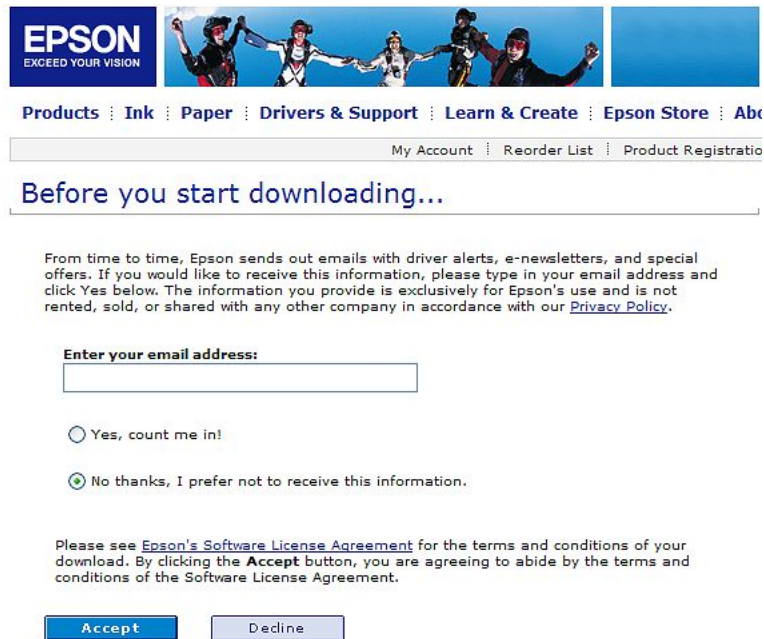 EPSON
EXCEED YOUR VISION
Products Ink Paper Drivers & Support Learn & Create Epson Store
My Account Reorder List Product
Before you start downloading...
From time to time, Epson sends out emails with driver alerts, e-newsletters, and special
offers. If you would like to receive this information, please type in your email address and
click Yes below. The information you provide is exclusively for Epson's use and is not
rented, sold, or shared with any other company in accordance with our Privacy Policy.
Enter your email address:
Yes, count me in!
No thanks, I prefer not to receive this information.
Please see Epson's Software License Agreement for the terms and conditions of your
download. By clicking the Accept button, you are agreeing to abide by the terms and
conditions of the Software License Agreement.
Accept Decline